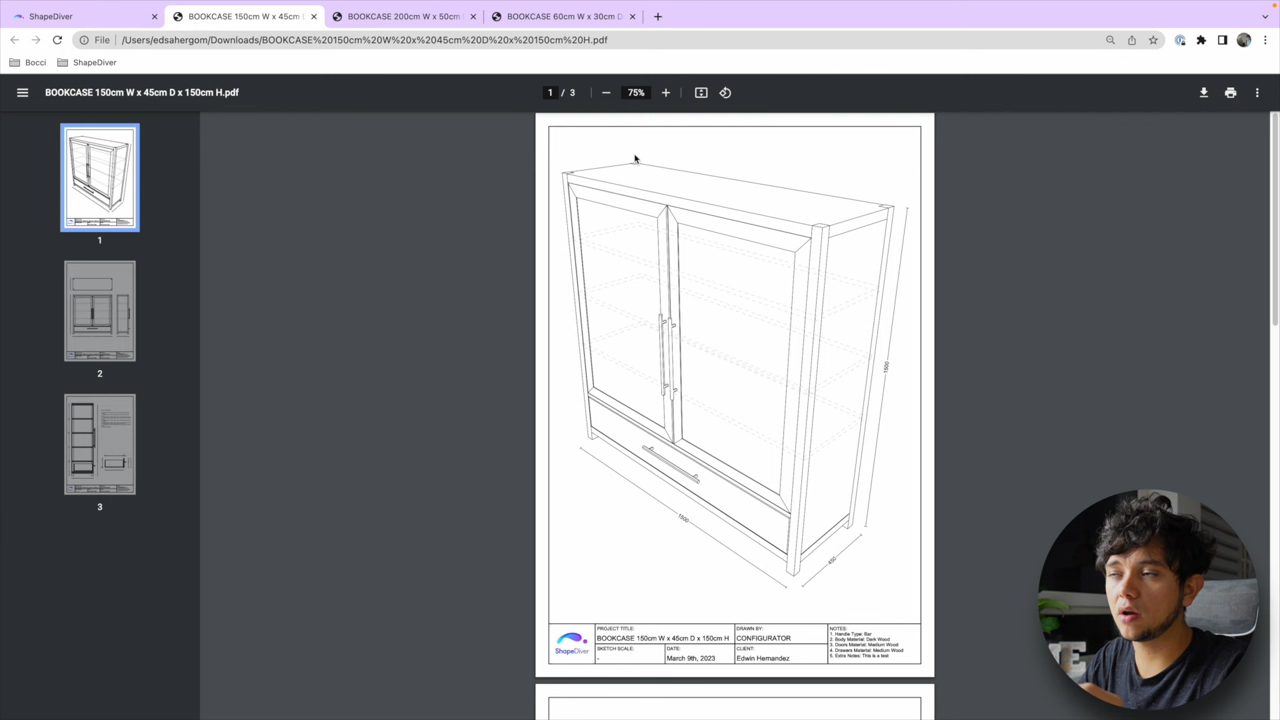 ShapeDiver
BOOKCASE 150cm W x 45cm D
BOOKCASE 200cm W x 50cm
BOOKCASE 60cm W x 30cm D
File
/Users/edsahergom/Downloads/BOOKCASE%20150cm%20W%20x%2045cm%20D%20x%20150cm%20H.pdf
Bocci
ShapeDiver
BOOKCASE 150cm W x 45cm D x 150cm H.pdf
1 / 3
75%
1
2
3
1500
1500
450
ShapeDiver
PROJECT TITLE:
BOOKCASE 150cm W x 45cm D x 150cm H
SKETCH SCALE:
-
DATE:
March 9th, 2023
DRAWN BY:
CONFIGURATOR
CLIENT:
Edwin Hernandez
NOTES:
1. Handle Type: Bar
2. Body Material: Dark Wood
3. Doors Material: Medium Wood
4. Drawers Material: Medium Wood
5. Extra Notes: This is a test